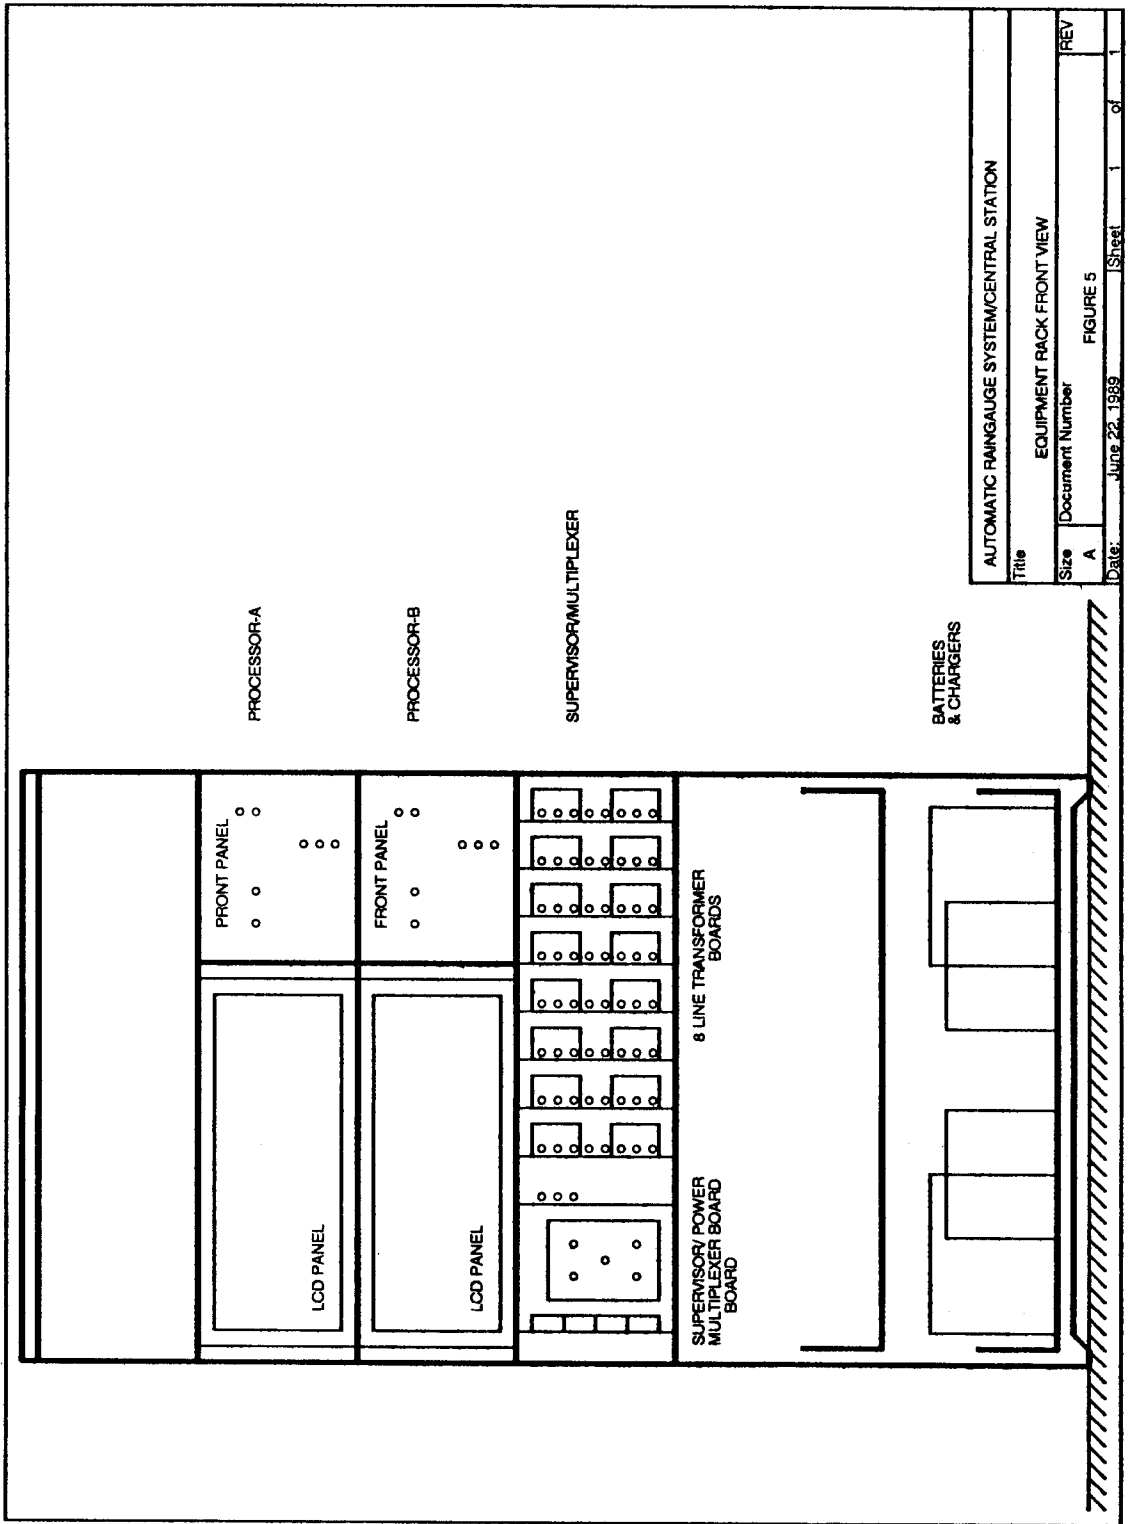 PRONT PANEL
LCD PANEL
PROCESSOR-A
FRONT PANEL
LCD PANEL
PROCESSOR-B
SUPERVISOR/MULTIPLEXER
SUPERVISOR/ POWER
MULTIPLEXER BOARD
BOARD
8 LINE TRANSFORMER
BOARDS
BATTERIES
& CHARGERS
AUTOMATIC RAINGAUGE SYSTEM/CENTRAL STATION
Title
EQUIPMENT RACK FRONT VIEW
Size Document Number REV
A FIGURE 5
Date: June 22, 1989 Sheet 1 of 1